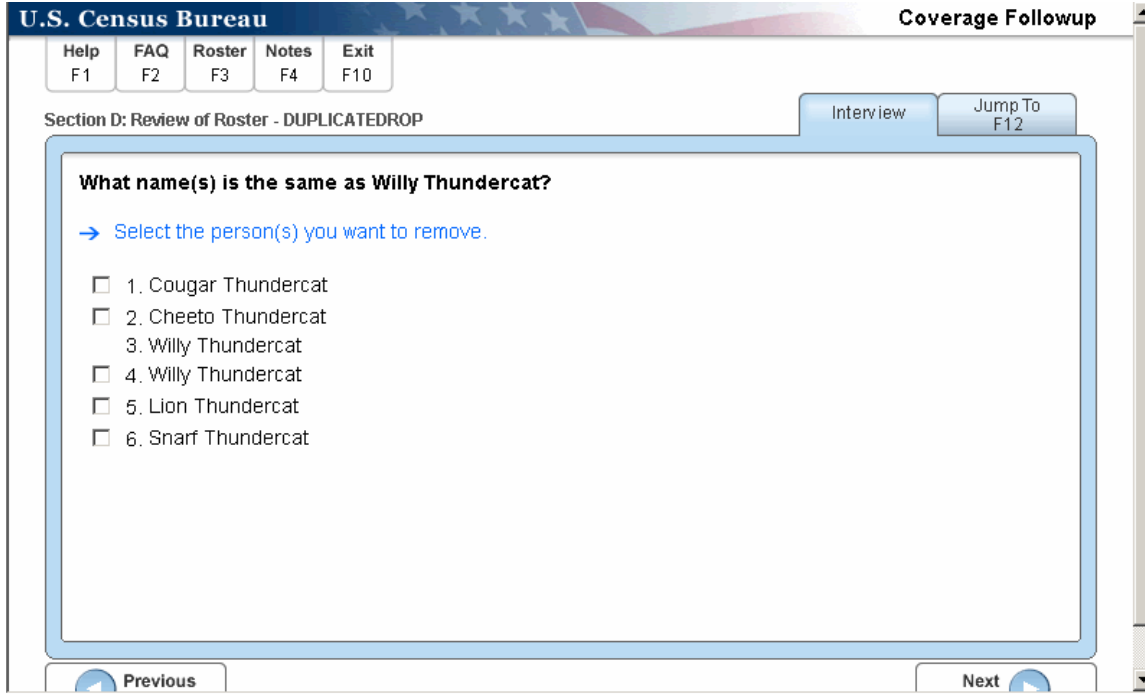 U.S. Census Bureau
Coverage Followup
Help FAQ Roster Notes Exit
F1 F2 F3 F4 F10
Section D: Review of Roster - DUPLICATEDROP
Interview
Jump To
F12
What name(s) is the same as Willy Thundercat?
→ Select the person(s) you want to remove.
1. Cougar Thundercat
2. Cheeto Thundercat
3. Willy Thundercat
4. Willy Thundercat
5. Lion Thundercat
6. Snarf Thundercat
Previous
Next